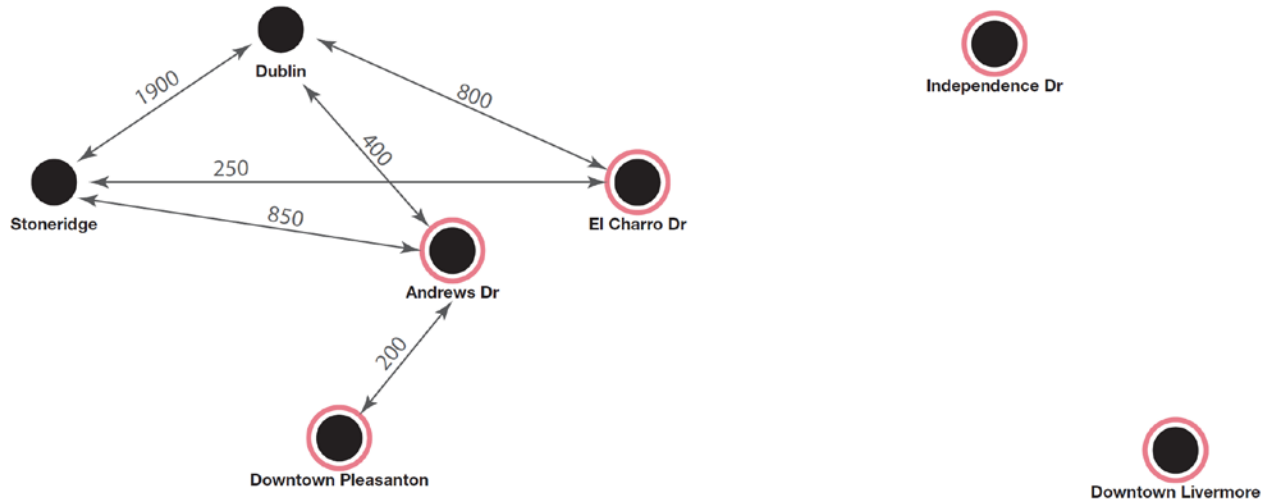 Dublin
Independence Dr
1900
800
400
250
Stoneridge
El Charro Dr
850
Andrews Dr
200
Downtown Pleasanton
Downtown Livermore